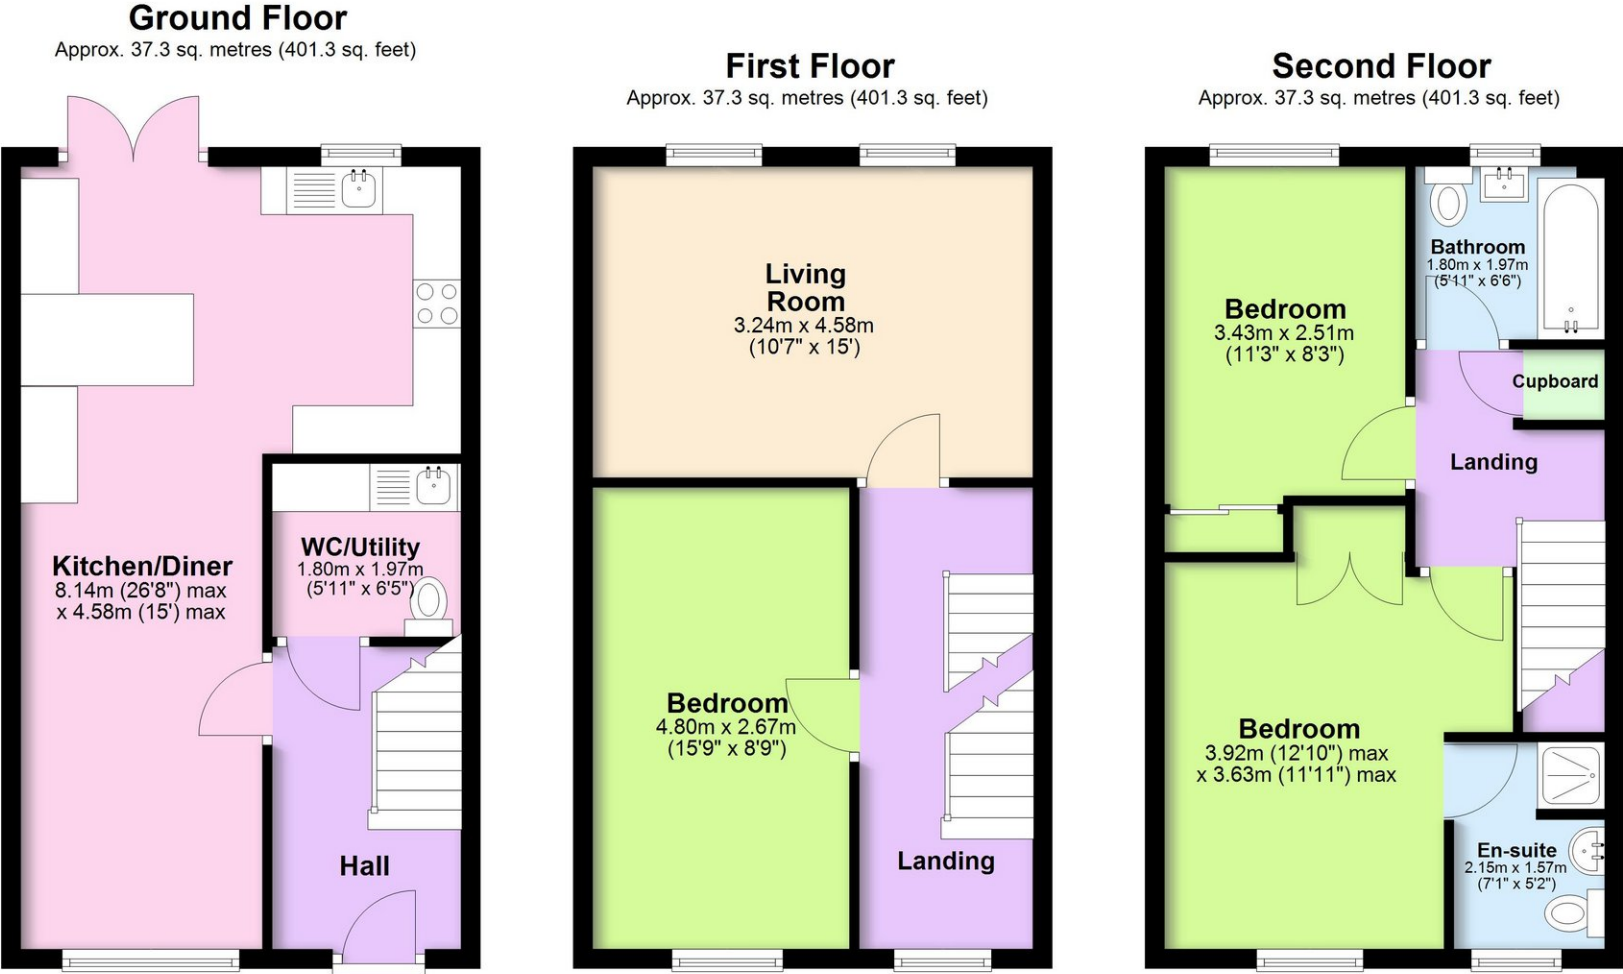 Ground Floor
Approx. 37.3 sq. metres (401.3 sq. feet)
Kitchen/Diner
8.14m (26'8") max
x 4.58m (15') max
WC/Utility
1.80m x 1.97m
(5'11" x 6'5")
Hall
First Floor
Approx. 37.3 sq. metres (401.3 sq. feet)
Living
Room
3.24m x 4.58m
(10'7" x 15')
Bedroom
4.80m x 2.67m
(15'9" x 8'9")
Landing
Second Floor
Approx. 37.3 sq. metres (401.3 sq. feet)
Bathroom
1.80m x 1.97m
(5'11" x 6'6")
Bedroom
3.43m x 2.51m
(11'3" x 8'3")
Cupboard
Landing
Bedroom
3.92m (12'10") max
x 3.63m (11'11") max
En-suite
2.15m x 1.57m
(7'1" x 5'2")